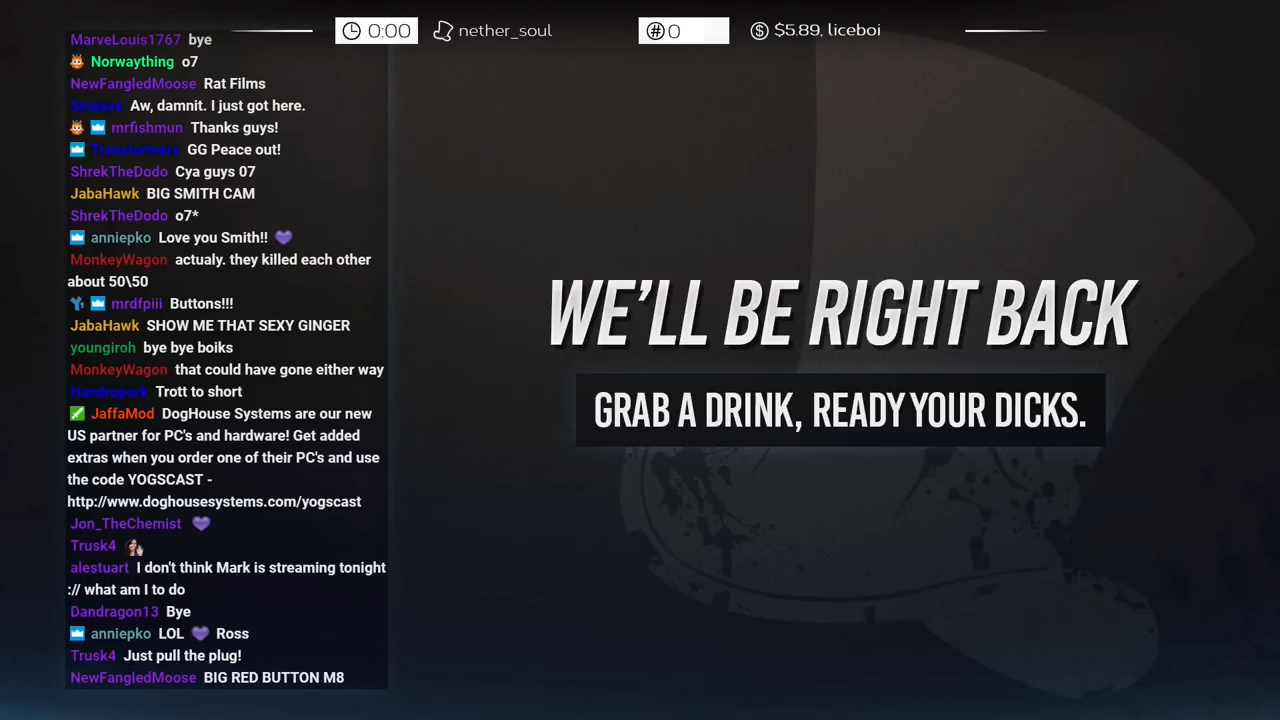 0:00 nether_soul #0 $5.89, liceboi
MarveLouis1767 bye
Norwaything o7
NewFangledMoose Rat Films
Smeave Aw, damnit. I just got here.
mrfishmun Thanks guys!
Transtormers GG Peace out!
ShrekTheDodo Cya guys 07
JabaHawk BIG SMITH CAM
ShrekTheDodo o7*
anniepko Love you Smith!!
MonkeyWagon actualy. they killed each other
about 50\50
mrdfpiii Buttons!!!
JabaHawk SHOW ME THAT SEXY GINGER
youngiroh bye bye boiks
MonkeyWagon that could have gone either way
Handropork Trott to short
JaffaMod DogHouse Systems are our new
US partner for PC's and hardware! Get added
extras when you order one of their PC's and use
the code YOGSCAST -
http://www.doghousesystems.com/yogscast
Jon_TheChemist
Trusk4
alestuart I don't think Mark is streaming tonight
:// what am I to do
Dandragon13 Bye
anniepko LOL Ross
Trusk4 Just pull the plug!
NewFangledMoose BIG RED BUTTON M8
WE'LL BE RIGHT BACK
GRAB A DRINK, READY YOUR DICKS.